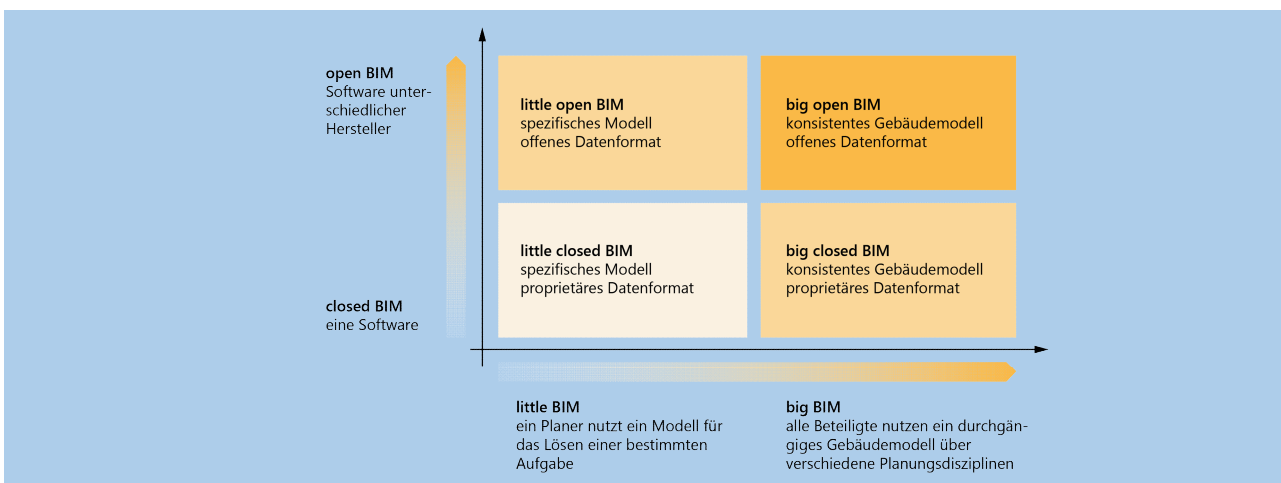 open BIM
Software unter-
schiedlicher
Hersteller
little open BIM
spezifisches Modell
offenes Datenformat
big open BIM
konsistentes Gebäudemodell
offenes Datenformat
little closed BIM
spezifisches Modell
proprietäres Datenformat
big closed BIM
konsistentes Gebäudemodell
proprietäres Datenformat
closed BIM
eine Software
little BIM
ein Planer nutzt ein Modell für
das Lösen einer bestimmten
Aufgabe
big BIM
alle Beteiligte nutzen ein durchgän-
giges Gebäudemodell über
verschiedene Planungsdisziplinen